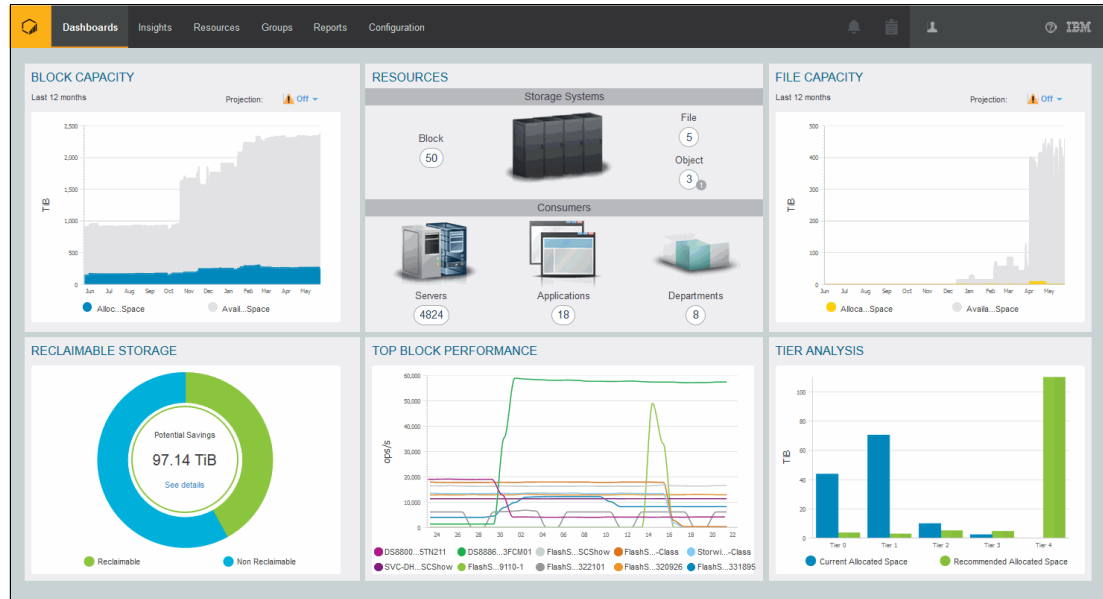 Dashboards Insights Resources Groups Reports Configuration
? IBM
BLOCK CAPACITY
Last 12 months
Projection: Off
2,500
2,000
1,500
1,000
500
0
TiB
Jun Jul Aug Sep Oct Nov Dec Jan Feb Mar Apr May
Alloc...Space Avail...Space
RESOURCES
Storage Systems
Block
50
File
5
Object
3
Consumers
Servers
4824
Applications
18
Departments
8
FILE CAPACITY
Last 12 months
Projection: Off
500
400
300
200
100
0
TiB
Jun Jul Aug Sep Oct Nov Dec Jan Feb Mar Apr May
Alloca...Space Availa...Space
RECLAIMABLE STORAGE
Potential Savings
97.14 TiB
See details
Reclaimable Non Reclaimable
TOP BLOCK PERFORMANCE
60,000
50,000
40,000
30,000
20,000
10,000
0
ops/s
24 26 28 30 02 04 06 08 10 12 14 16 18 20 22
DS8800...STN211 DS8886...3FCM01 FlashS...SCShow FlashS...-Class Storwi...-Class
SVC-DH...SCShow FlashS...9110-1 FlashS...322101 FlashS...320926 FlashS...331895
TIER ANALYSIS
100
80
60
40
20
0
TiB
Tier 0 Tier 1 Tier 2 Tier 3 Tier 4
Current Allocated Space Recommended Allocated Space